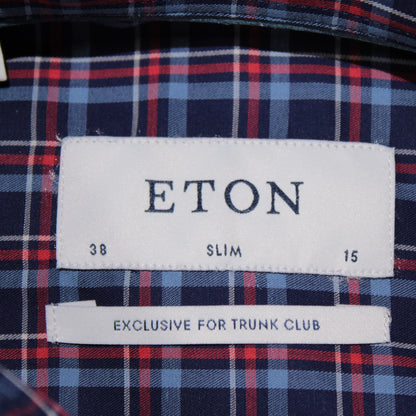 ETON
38 SLIM 15
EXCLUSIVE FOR TRUNK CLUB